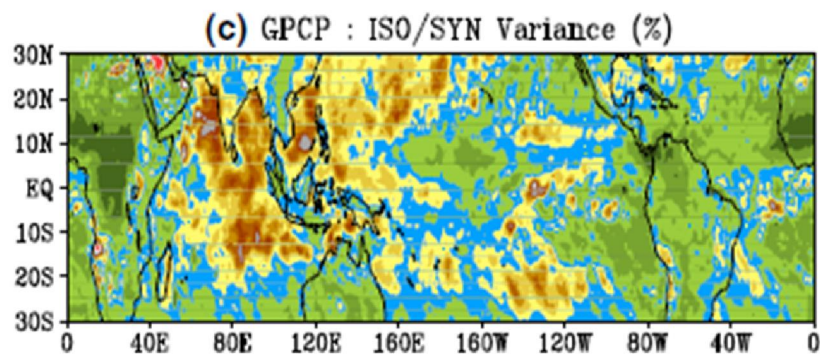 (c) GPCP : ISO/SYN Variance (%)
30N
20N
10N
EQ
10S
20S
30S
0 40E 80E 120E 160E 160W 120W 80W 40W 0